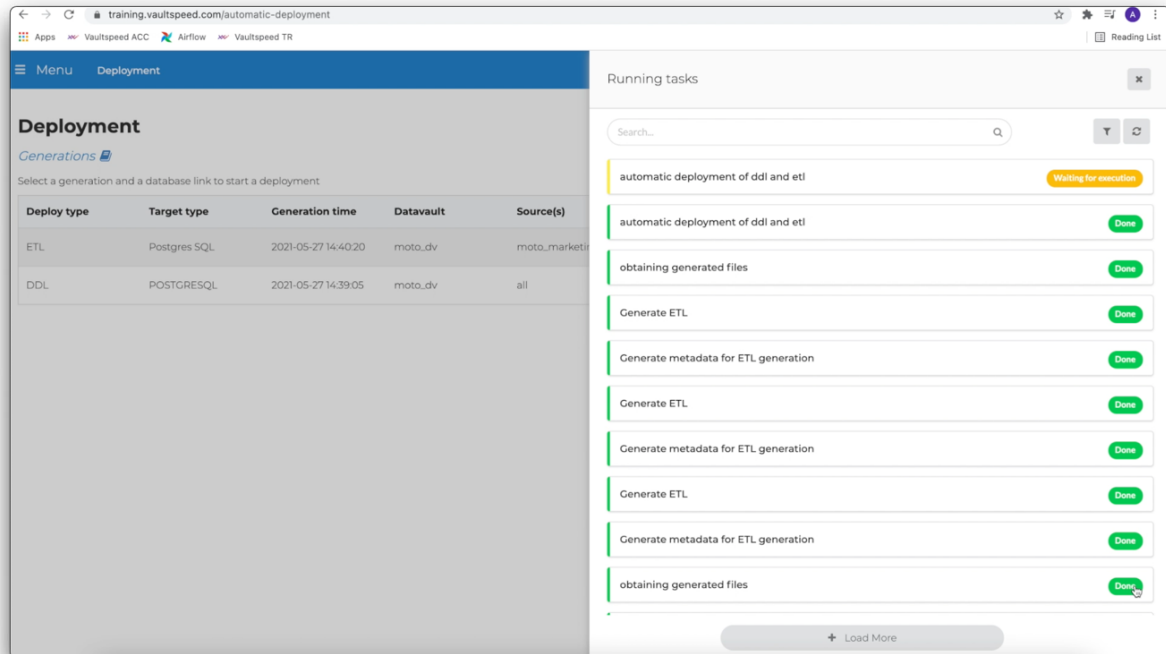 training.vaultspeed.com/automatic-deployment
A
Apps Vaultspeed ACC Airflow Vaultspeed TR Reading List
Menu Deployment
Running tasks
Deployment
Search...
Generations
Select a generation and a database link to start a deployment
Deploy type Target type Generation time Datavault Source(s)
ETL Postgres SQL 2021-05-27 14:40:20 moto_dv
DDL POSTGRESQL 2021-05-27 14:39:05 moto_dv all
automatic deployment of ddl and etl Waiting for execution
automatic deployment of ddl and etl Done
obtaining generated files Done
Generate ETL Done
Generate metadata for ETL generation Done
Generate ETL Done
Generate metadata for ETL generation Done
Generate ETL Done
Generate metadata for ETL generation Done
obtaining generated files Done
+ Load More